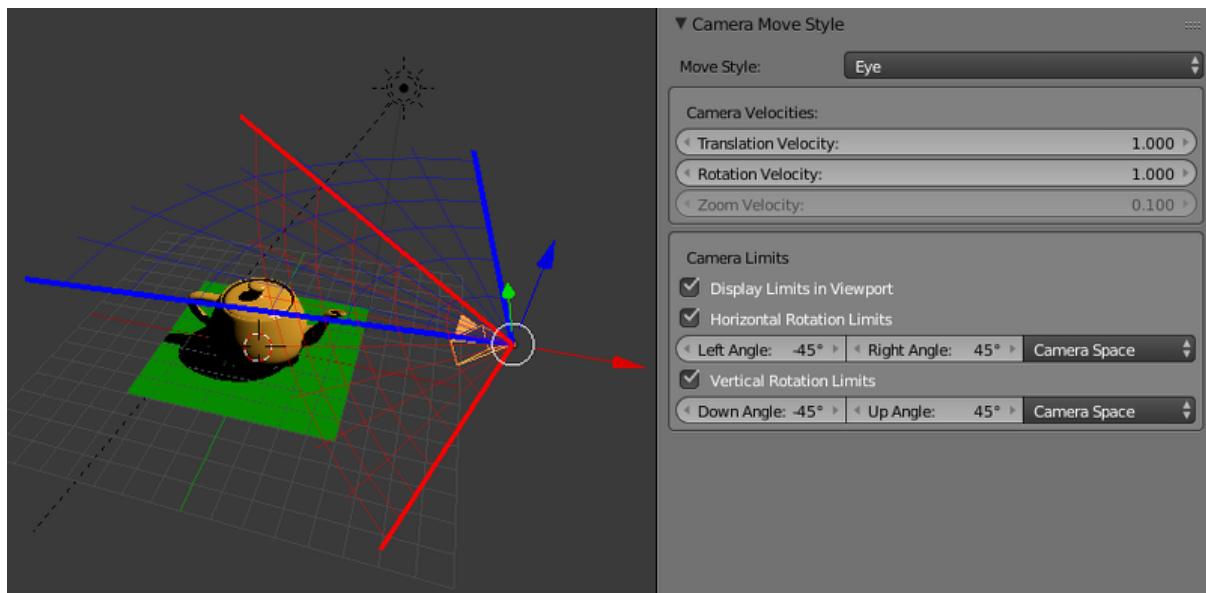 Camera Move Style
Move Style: Eye
Camera Velocities:
Translation Velocity: 1.000
Rotation Velocity: 1.000
Zoom Velocity: 0.100
Camera Limits
Display Limits in Viewport
Horizontal Rotation Limits
Left Angle: -45° Right Angle: 45° Camera Space
Vertical Rotation Limits
Down Angle: -45° Up Angle: 45° Camera Space